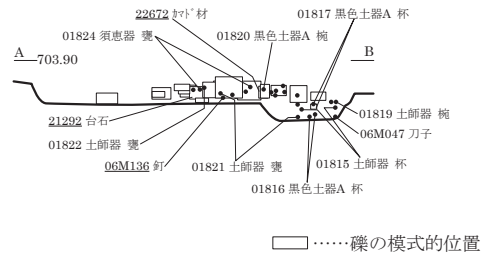 22672 ｶﾏﾄﾞ材
01817 黒色土器A 杯
01824 須恵器 甕
01820 黒色土器A 椀
A 703.90
B
21292 台石
01819 土師器 椀
01822 土師器 甕
06M047 刀子
06M136 釘
01821 土師器 甕
01815 土師器 杯
01816 黒色土器A 杯
……礫の模式的位置